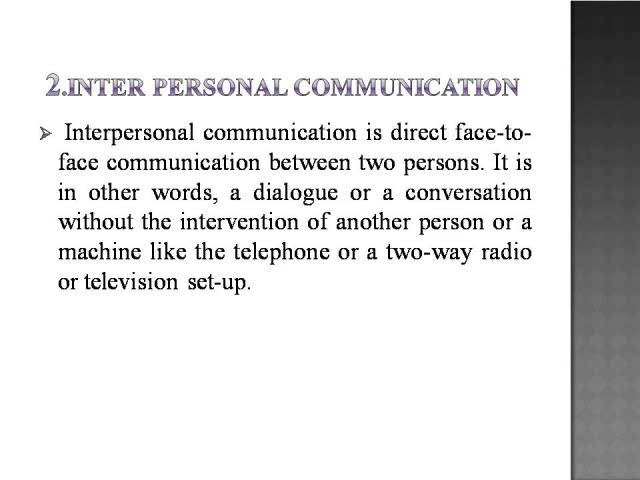 2.INTER PERSONAL COMMUNICATION
Interpersonal communication is direct face-to-
face communication between two persons. It is
in other words, a dialogue or a conversation
without the intervention of another person or a
machine like the telephone or a two-way radio
or television set-up.